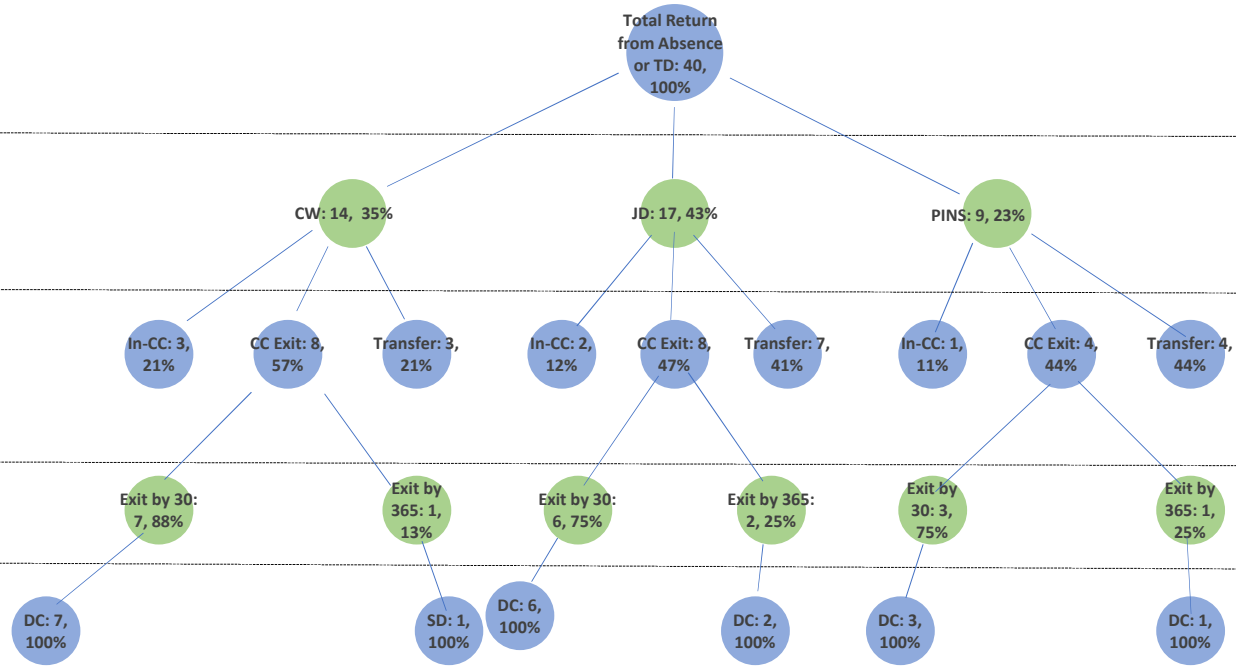 Total Return
from Absence
or TD: 40,
100%
CW: 14, 35%
JD: 17, 43%
PINS: 9, 23%
In-CC: 3,
21%
CC Exit: 8,
57%
Transfer: 3,
21%
In-CC: 2,
12%
CC Exit: 8,
47%
Transfer: 7,
41%
In-CC: 1,
11%
CC Exit: 4,
44%
Transfer: 4,
44%
Exit by 30:
7, 88%
Exit by
365: 1,
13%
Exit by 30:
6, 75%
Exit by 365:
2, 25%
Exit by
30: 3,
75%
Exit by
365: 1,
25%
DC: 7,
100%
SD: 1,
100%
DC: 6,
100%
DC: 2,
100%
DC: 3,
100%
DC: 1,
100%